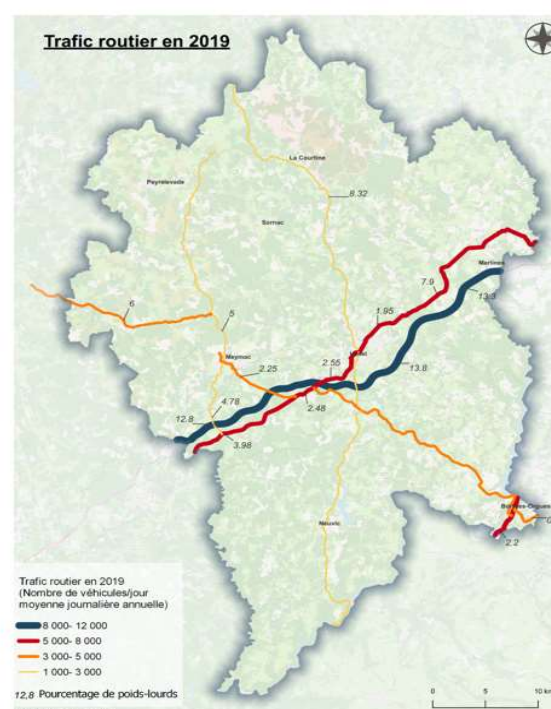 Trafic routier en 2019
La Courtine
Peyrelevade
8.32
Sornac
Merlines
7.9
13.3
6
1.95
5
Meymac
2.55
2.25
13.8
4.78
2.48
12.8
3.98
Neuvic
2.2
Trafic routier en 2019
(Nombre de véhicules/jour
moyenne journalière annuelle)
8 000- 12 000
5 000- 8 000
3 000- 5 000
1 000- 3 000
12,8 Pourcentage de poids-lourds
0 5 10 km